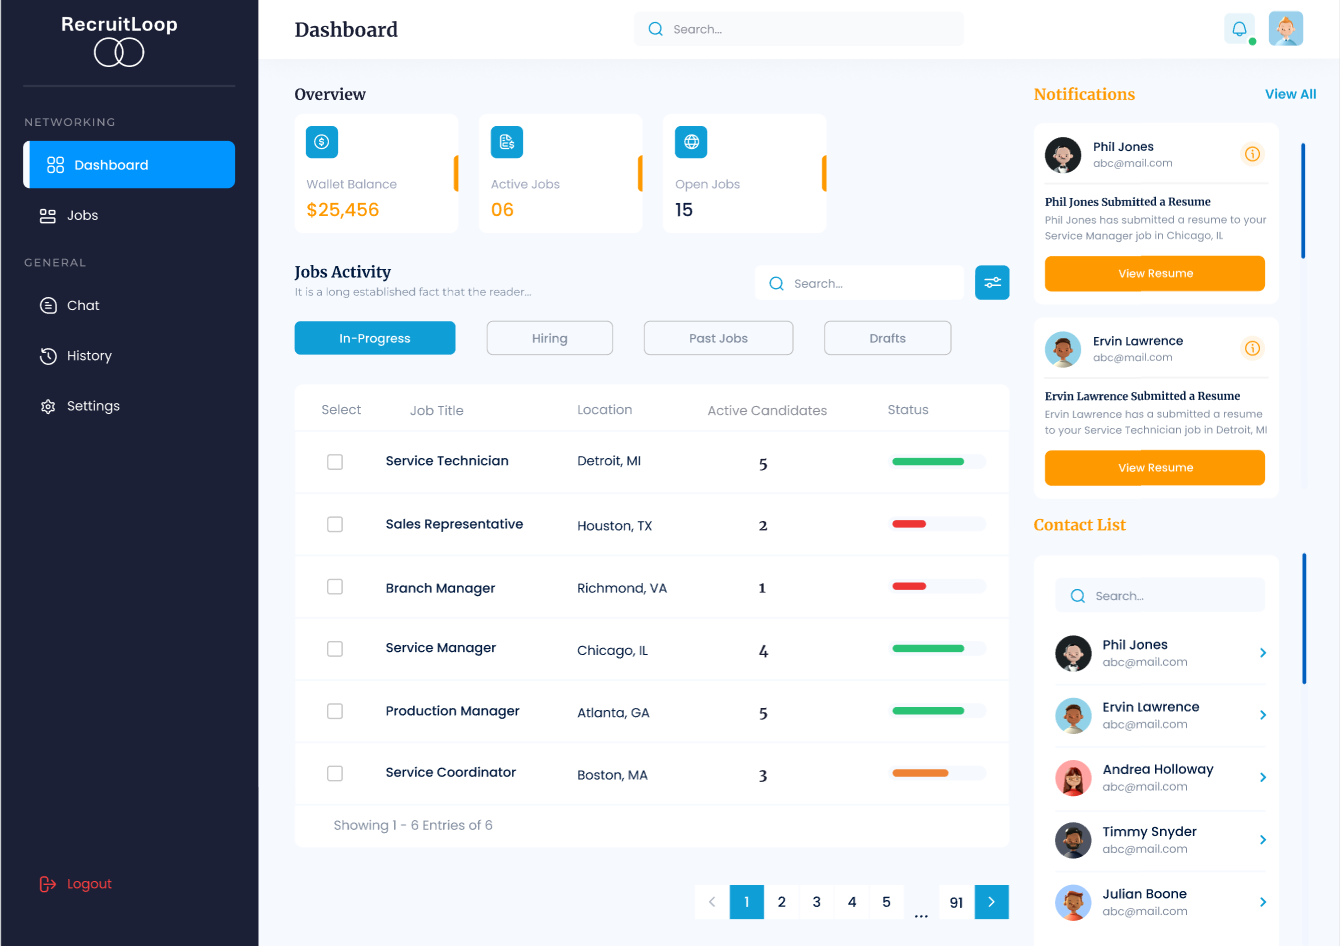 RecruitLoop
NETWORKING
Dashboard
Jobs
GENERAL
Chat
History
Settings
Logout
Dashboard
Search...
Overview
Wallet Balance
$25,456
Active Jobs
06
Open Jobs
15
Jobs Activity
It is a long established fact that the reader...
Search...
In-Progress
Hiring
Past Jobs
Drafts
Select Job Title Location Active Candidates Status
Service Technician Detroit, MI 5
Sales Representative Houston, TX 2
Branch Manager Richmond, VA 1
Service Manager Chicago, IL 4
Production Manager Atlanta, GA 5
Service Coordinator Boston, MA 3
Showing 1 - 6 Entries of 6
< 1 2 3 4 5 ... 91 >
Notifications View All
Phil Jones
abc@mail.com
Phil Jones Submitted a Resume
Phil Jones has submitted a resume to your
Service Manager job in Chicago, IL
View Resume
Ervin Lawrence
abc@mail.com
Ervin Lawrence Submitted a Resume
Ervin Lawrence has a submitted a resume
to your Service Technician job in Detroit, MI
View Resume
Contact List
Search...
Phil Jones
abc@mail.com
Ervin Lawrence
abc@mail.com
Andrea Holloway
abc@mail.com
Timmy Snyder
abc@mail.com
Julian Boone
abc@mail.com